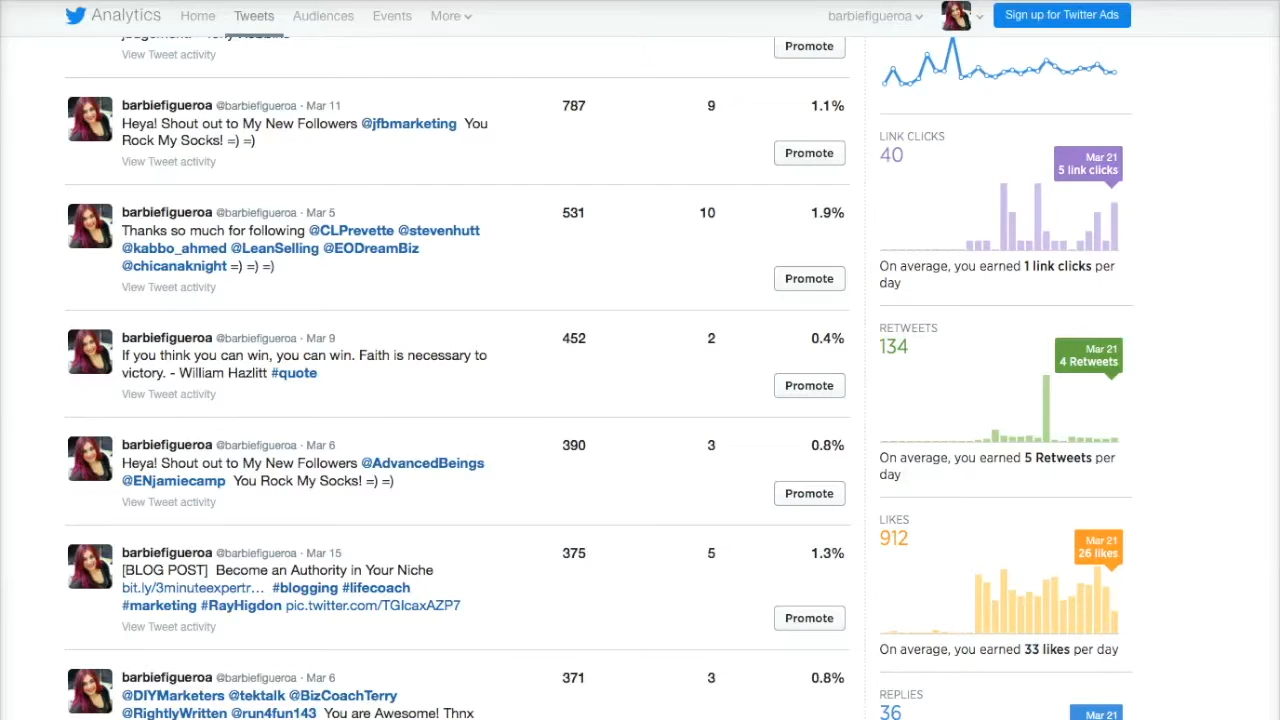 Analytics Home Tweets Audiences Events More barbiefigueroa Sign up for Twitter Ads
View Tweet activity
Promote
barbiefigueroa @barbiefigueroa · Mar 11 787 9 1.1%
Heya! Shout out to My New Followers @jfbmarketing You
Rock My Socks! =) =)
View Tweet activity
Promote
barbiefigueroa @barbiefigueroa · Mar 5 531 10 1.9%
Thanks so much for following @CLPrevette @stevenhutt
@kabbo_ahmed @LeanSelling @EODreamBiz
@chicanaknight =) =) =)
View Tweet activity
Promote
barbiefigueroa @barbiefigueroa · Mar 9 452 2 0.4%
If you think you can win, you can win. Faith is necessary to
victory. - William Hazlitt #quote
View Tweet activity
Promote
barbiefigueroa @barbiefigueroa · Mar 6 390 3 0.8%
Heya! Shout out to My New Followers @AdvancedBeings
@ENjamiecamp You Rock My Socks! =) =)
View Tweet activity
Promote
barbiefigueroa @barbiefigueroa · Mar 15 375 5 1.3%
[BLOG POST] Become an Authority in Your Niche
bit.ly/3minuteexpertr… #blogging #lifecoach
#marketing #RayHigdon pic.twitter.com/TGIcaxAZP7
View Tweet activity
Promote
barbiefigueroa @barbiefigueroa · Mar 6 371 3 0.8%
@DIYMarketers @tektalk @BizCoachTerry
@RightlyWritten @run4fun143 You are Awesome! Thnx
LINK CLICKS
40
Mar 21
5 link clicks
On average, you earned 1 link clicks per
day
RETWEETS
134
Mar 21
4 Retweets
On average, you earned 5 Retweets per
day
LIKES
912
Mar 21
26 likes
On average, you earned 33 likes per day
REPLIES
36
Mar 21